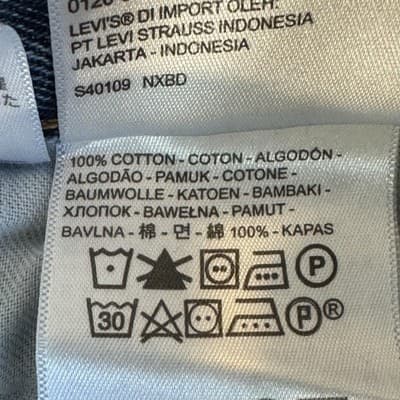 LEVI'S® DI IMPORT OLEH:
PT LEVI STRAUSS INDONESIA
JAKARTA - INDONESIA
S40109 NXBD
100% COTTON - COTON - ALGODÓN -
ALGODÃO - PAMUK - COTONE -
BAUMWOLLE - KATOEN - BAMBAKI -
ХЛОПОК - BAWEŁNA - PAMUT -
BAVLNA - 棉 - 면 - 綿 100% - KAPAS
P
30 P®